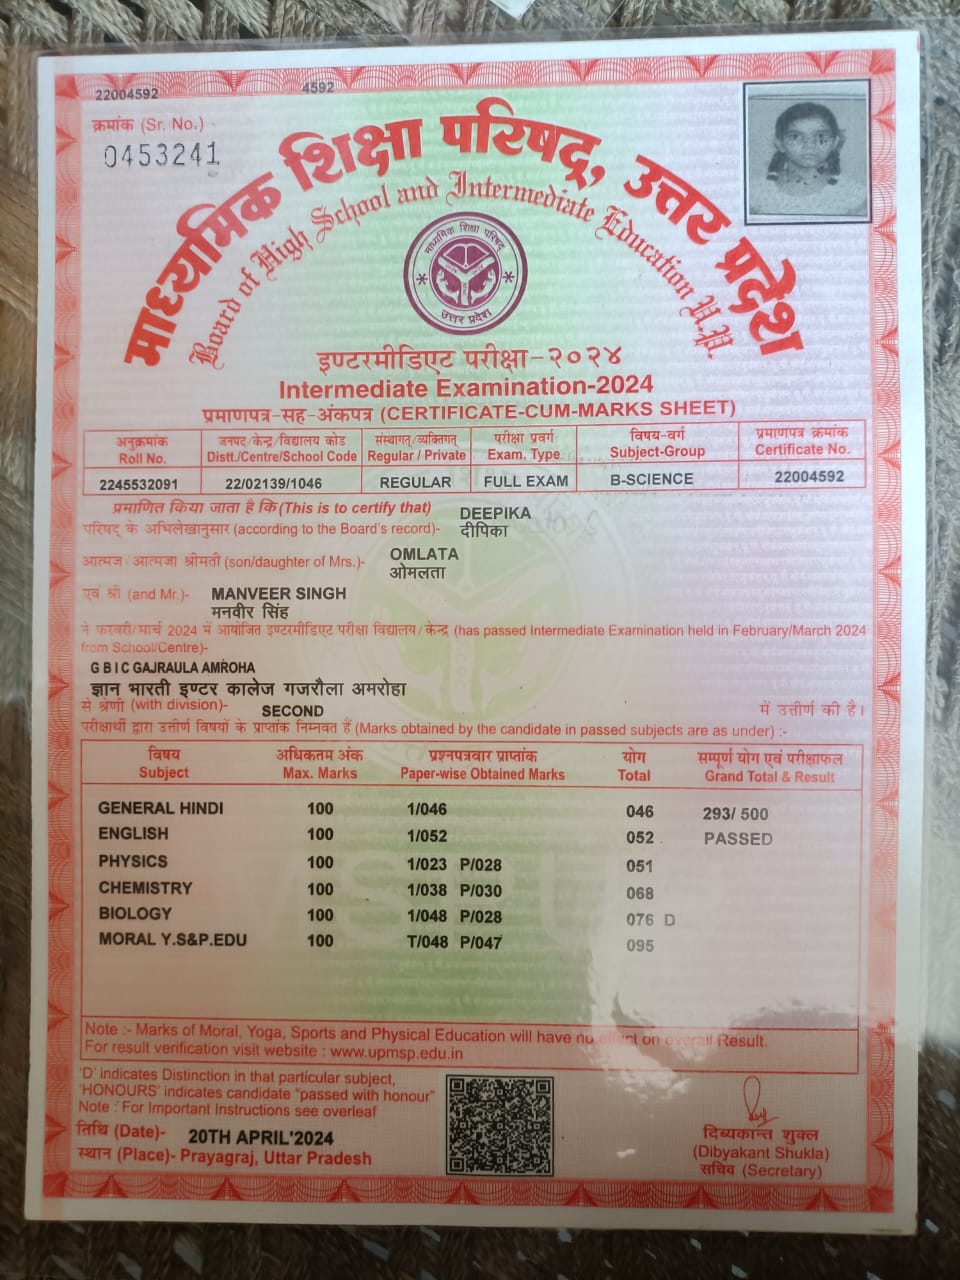 22004592
4592
क्रमांक (Sr. No.)
0453241
माध्यमिक शिक्षा परिषद्, उत्तर प्रदेश
Board of High School and Intermediate Education U.P.
माध्यमिक शिक्षा परिषद्
उत्तर प्रदेश
इण्टरमीडिएट परीक्षा-२०२४
Intermediate Examination-2024
प्रमाणपत्र-सह-अंकपत्र (CERTIFICATE-CUM-MARKS SHEET)
अनुक्रमांक जनपद/केन्द्र/विद्यालय कोड संस्थागत्/व्यक्तिगत् परीक्षा प्रवर्ग विषय-वर्ग प्रमाणपत्र क्रमांक
Roll No. Distt./Centre/School Code Regular / Private Exam. Type Subject-Group Certificate No.
2245532091 22/02139/1046 REGULAR FULL EXAM B-SCIENCE 22004592
प्रमाणित किया जाता है कि (This is to certify that) DEEPIKA
परिषद् के अभिलेखानुसार (according to the Board's record)- दीपिका
आत्मज/आत्मजा श्रीमती (son/daughter of Mrs.)- OMLATA
ओमलता
एवं श्री (and Mr.)- MANVEER SINGH
मनवीर सिंह
ने फरवरी/मार्च 2024 में आयोजित इण्टरमीडिएट परीक्षा विद्यालय/केन्द्र (has passed Intermediate Examination held in February/March 2024
from School/Centre)-
G B I C GAJRAULA AMROHA
ज्ञान भारती इण्टर कालेज गजरौला अमरोहा
से श्रेणी (with division)- SECOND में उत्तीर्ण की है।
परीक्षार्थी द्वारा उत्तीर्ण विषयों के प्राप्तांक निम्नवत हैं (Marks obtained by the candidate in passed subjects are as under) :-
विषय अधिकतम अंक प्रश्नपत्रवार प्राप्तांक योग सम्पूर्ण योग एवं परीक्षाफल
Subject Max. Marks Paper-wise Obtained Marks Total Grand Total & Result
GENERAL HINDI 100 1/046 046 293/ 500
ENGLISH 100 1/052 052 PASSED
PHYSICS 100 1/023 P/028 051
CHEMISTRY 100 1/038 P/030 068
BIOLOGY 100 1/048 P/028 076 D
MORAL Y.S&P.EDU 100 T/048 P/047 095
Note :- Marks of Moral, Yoga, Sports and Physical Education will have no effect on overall Result.
For result verification visit website : www.upmsp.edu.in
'D' indicates Distinction in that particular subject,
'HONOURS' indicates candidate "passed with honour"
Note : For Important Instructions see overleaf
तिथि (Date)- 20TH APRIL'2024
स्थान (Place)- Prayagraj, Uttar Pradesh
दिब्यकान्त शुक्ल
(Dibyakant Shukla)
सचिव (Secretary)